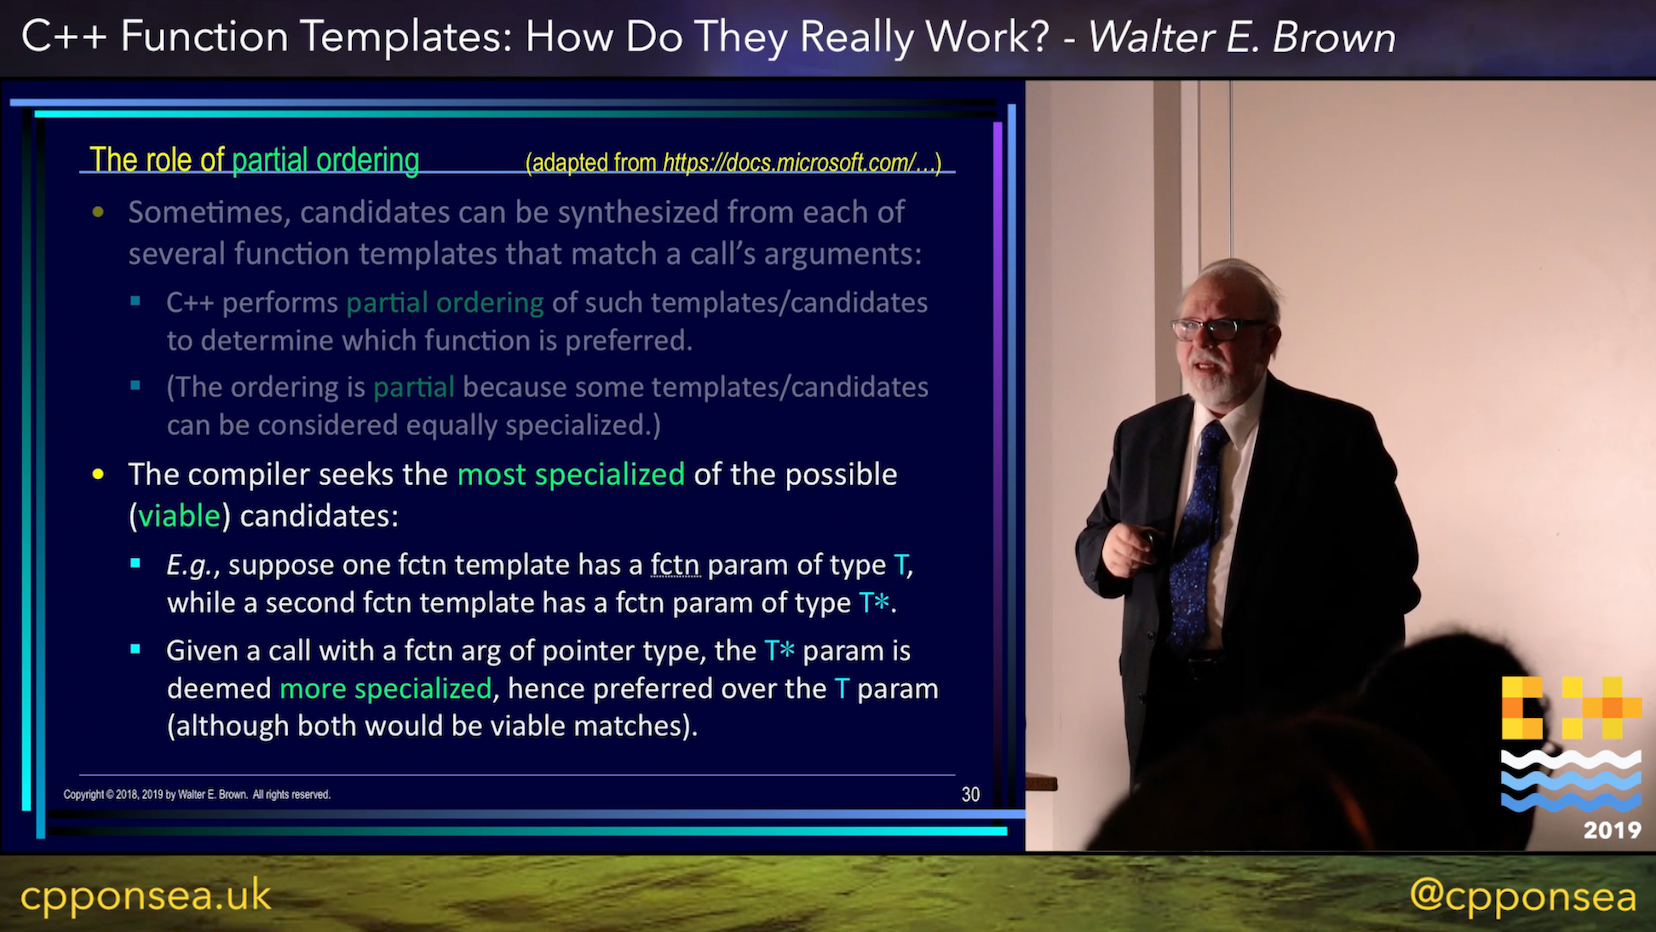 C++ Function Templates: How Do They Really Work? - Walter E. Brown
The role of partial ordering (adapted from https://docs.microsoft.com/…)
• Sometimes, candidates can be synthesized from each of
several function templates that match a call’s arguments:
▪ C++ performs partial ordering of such templates/candidates
to determine which function is preferred.
▪ (The ordering is partial because some templates/candidates
can be considered equally specialized.)
• The compiler seeks the most specialized of the possible
(viable) candidates:
▪ E.g., suppose one fctn template has a fctn param of type T,
while a second fctn template has a fctn param of type T*.
▪ Given a call with a fctn arg of pointer type, the T* param is
deemed more specialized, hence preferred over the T param
(although both would be viable matches).
Copyright © 2018, 2019 by Walter E. Brown. All rights reserved.
30
C++
2019
cpponsea.uk
@cpponsea